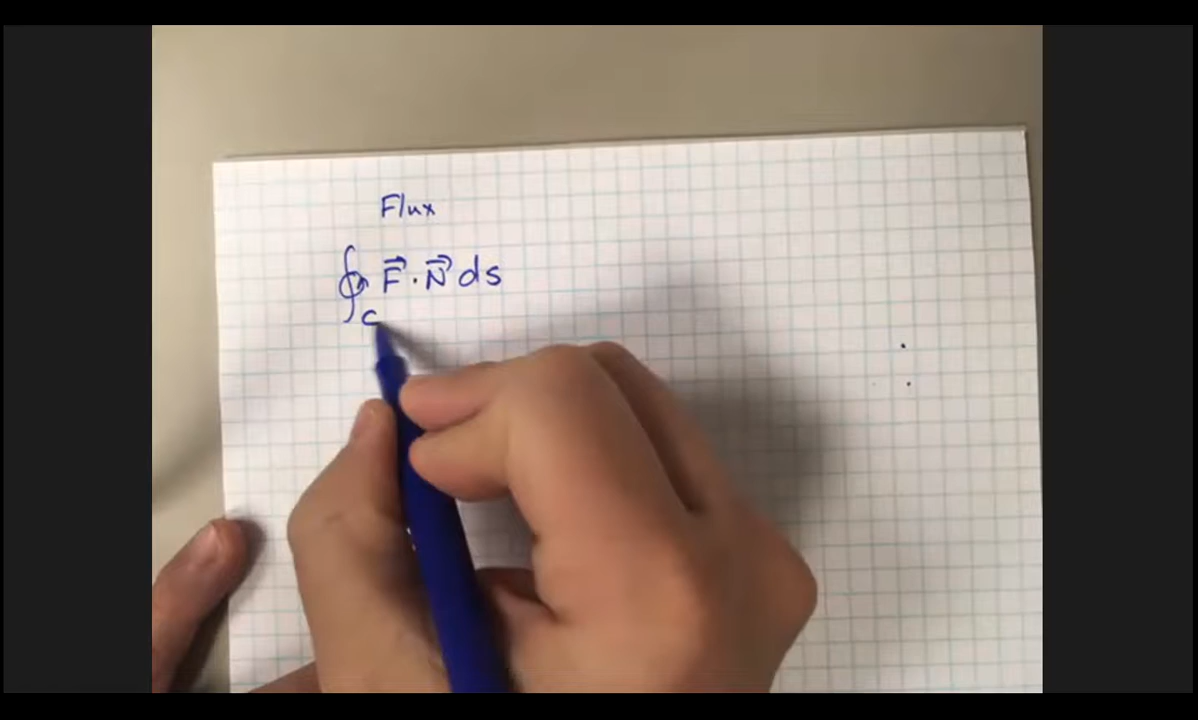 Flux
∮_C F⃗ · N⃗ ds